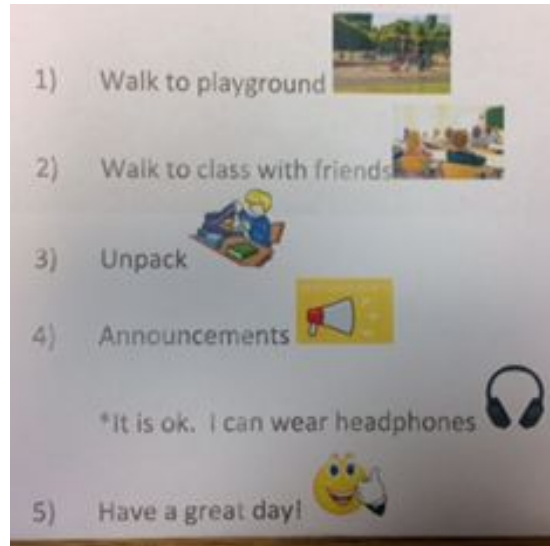 1) Walk to playground
2) Walk to class with friends
3) Unpack
4) Announcements
*It is ok. I can wear headphones
5) Have a great day!